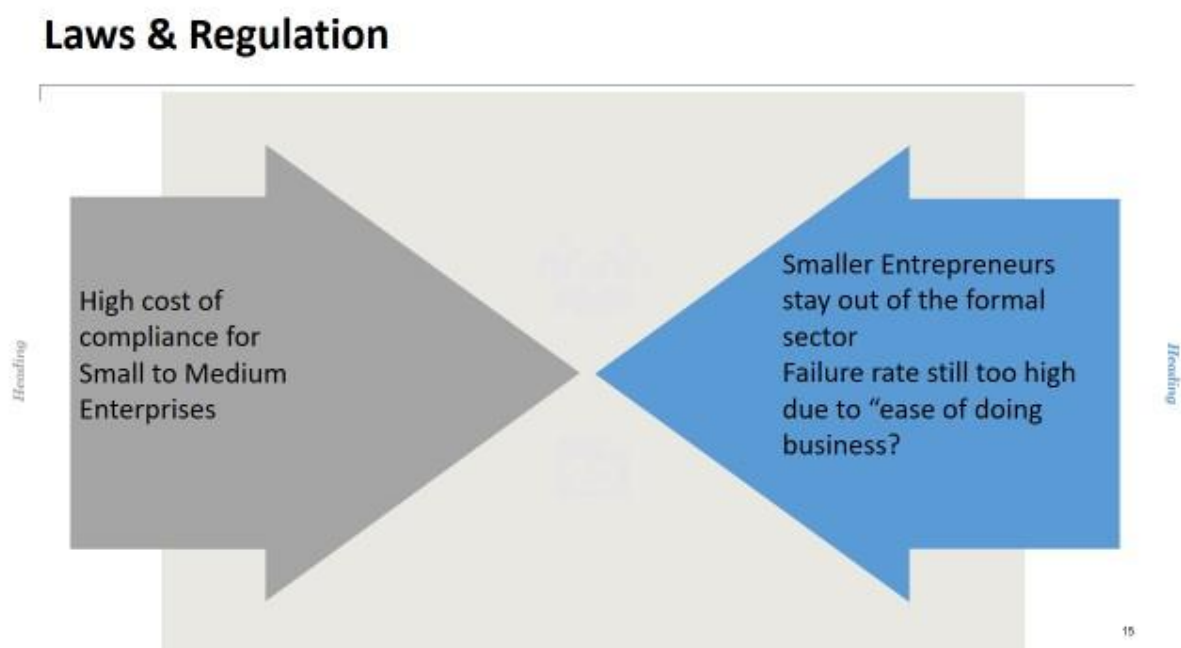 Laws & Regulation
Heading
High cost of
compliance for
Small to Medium
Enterprises
Smaller Entrepreneurs
stay out of the formal
sector
Failure rate still too high
due to “ease of doing
business?
Heading
15